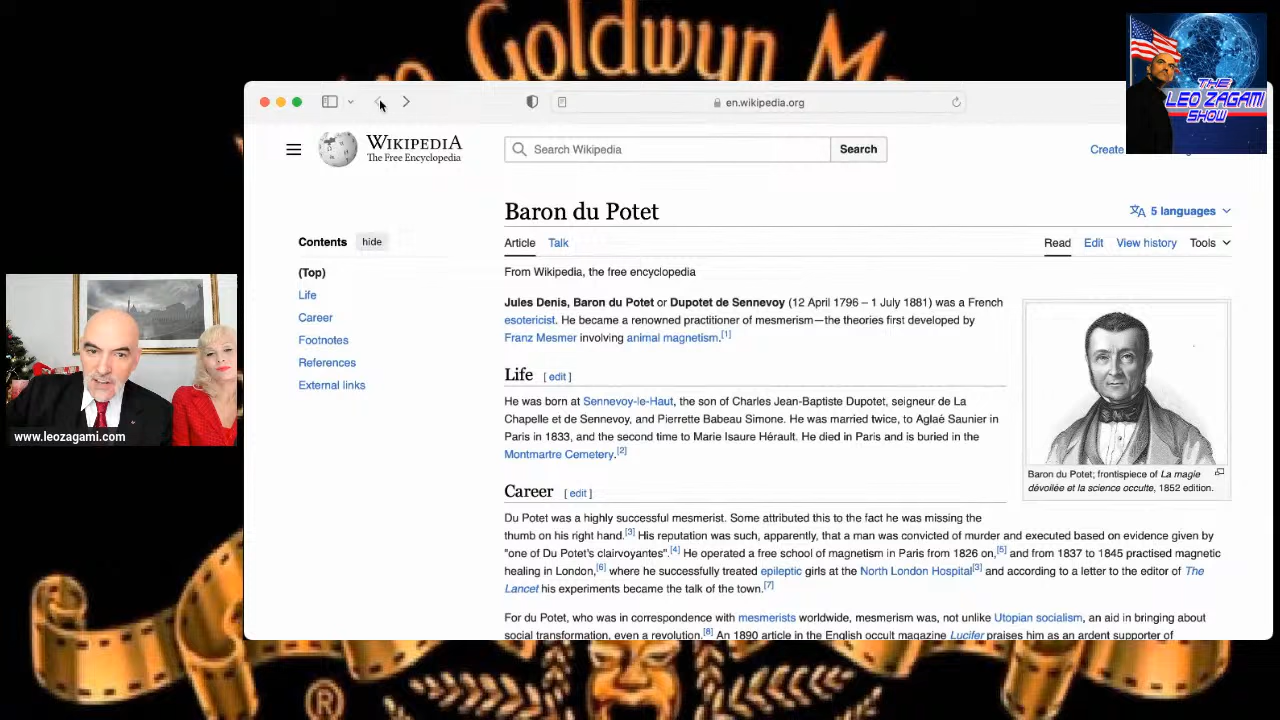 Goldwyn M
THE
LEO ZAGAMI
SHOW
en.wikipedia.org
WIKIPEDIA
The Free Encyclopedia
Search Wikipedia
Search
Create
Baron du Potet
5 languages
Contents hide
Article Talk
Read Edit View history Tools
(Top)
Life
Career
Footnotes
References
External links
From Wikipedia, the free encyclopedia
Jules Denis, Baron du Potet or Dupotet de Sennevoy (12 April 1796 – 1 July 1881) was a French
esotericist. He became a renowned practitioner of mesmerism—the theories first developed by
Franz Mesmer involving animal magnetism.[1]
Life [ edit ]
He was born at Sennevoy-le-Haut, the son of Charles Jean-Baptiste Dupotet, seigneur de La
Chapelle et de Sennevoy, and Pierrette Babeau Simone. He was married twice, to Aglaé Saunier in
Paris in 1833, and the second time to Marie Isaure Hérault. He died in Paris and is buried in the
Montmartre Cemetery.[2]
Baron du Potet; frontispiece of La magie
dévoilée et la science occulte, 1852 edition.
Career [ edit ]
Du Potet was a highly successful mesmerist. Some attributed this to the fact he was missing the
thumb on his right hand.[3] His reputation was such, apparently, that a man was convicted of murder and executed based on evidence given by
"one of Du Potet's clairvoyantes".[4] He operated a free school of magnetism in Paris from 1826 on,[5] and from 1837 to 1845 practised magnetic
healing in London,[6] where he successfully treated epileptic girls at the North London Hospital[3] and according to a letter to the editor of The
Lancet his experiments became the talk of the town.[7]
For du Potet, who was in correspondence with mesmerists worldwide, mesmerism was, not unlike Utopian socialism, an aid in bringing about
social transformation, even a revolution.[8] An 1890 article in the English occult magazine Lucifer praises him as an ardent supporter of
www.leozagami.com
®